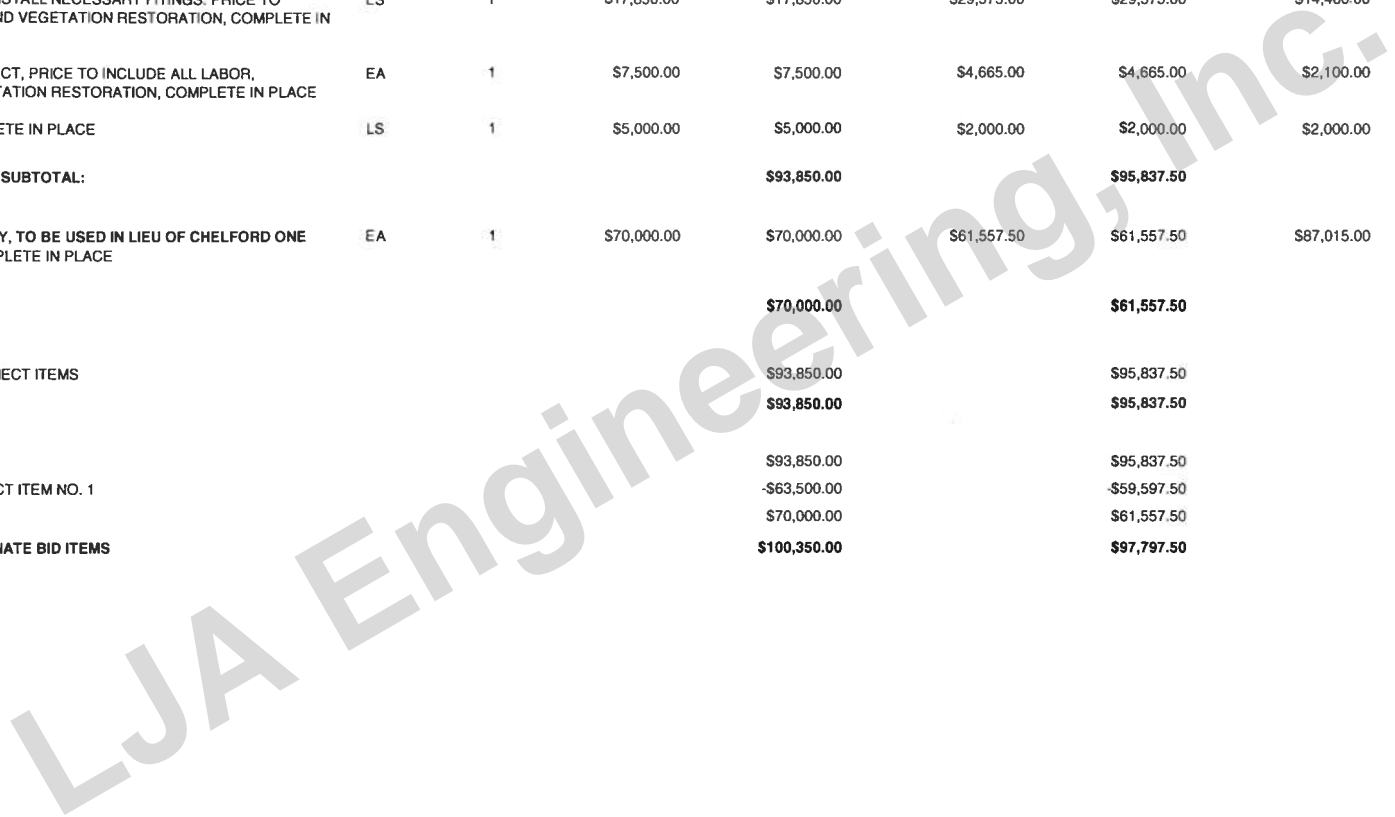 ND VEGETATION RESTORATION, COMPLETE IN
CT, PRICE TO INCLUDE ALL LABOR, EA 1 $7,500.00 $7,500.00 $4,665.00 $4,665.00 $2,100.00
TATION RESTORATION, COMPLETE IN PLACE
ETE IN PLACE LS 1 $5,000.00 $5,000.00 $2,000.00 $2,000.00 $2,000.00
SUBTOTAL: $93,850.00 $95,837.50
Y, TO BE USED IN LIEU OF CHELFORD ONE EA 1 $70,000.00 $70,000.00 $61,557.50 $61,557.50 $87,015.00
PLETE IN PLACE
$70,000.00 $61,557.50
ECT ITEMS $93,850.00 $95,837.50
$93,850.00 $95,837.50
$93,850.00 $95,837.50
CT ITEM NO. 1 -$63,500.00 -$59,597.50
$70,000.00 $61,557.50
NATE BID ITEMS $100,350.00 $97,797.50
LJA Engineering, Inc.